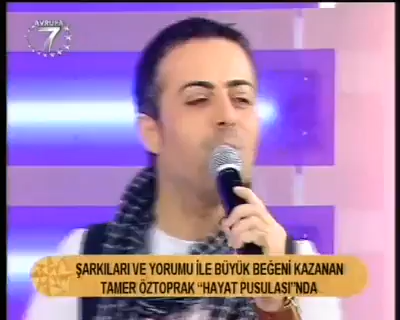 AVRUPA
7
ŞARKILARI VE YORUMU İLE BÜYÜK BEĞENİ KAZANAN
TAMER ÖZTOPRAK "HAYAT PUSULASI"NDA